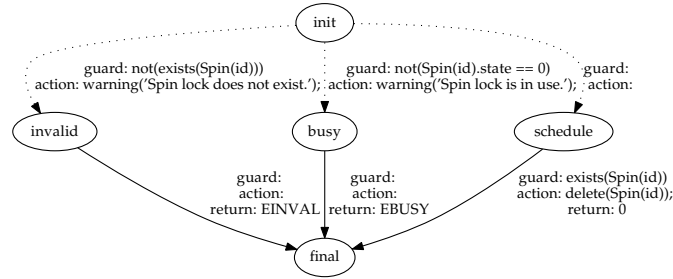 init
guard: not(exists(Spin(id)))
action: warning('Spin lock does not exist.');
guard: not(Spin(id).state == 0)
action: warning('Spin lock is in use.');
guard:
action:
invalid
busy
schedule
guard:
action:
return: EINVAL
guard:
action:
return: EBUSY
guard: exists(Spin(id))
action: delete(Spin(id));
return: 0
final